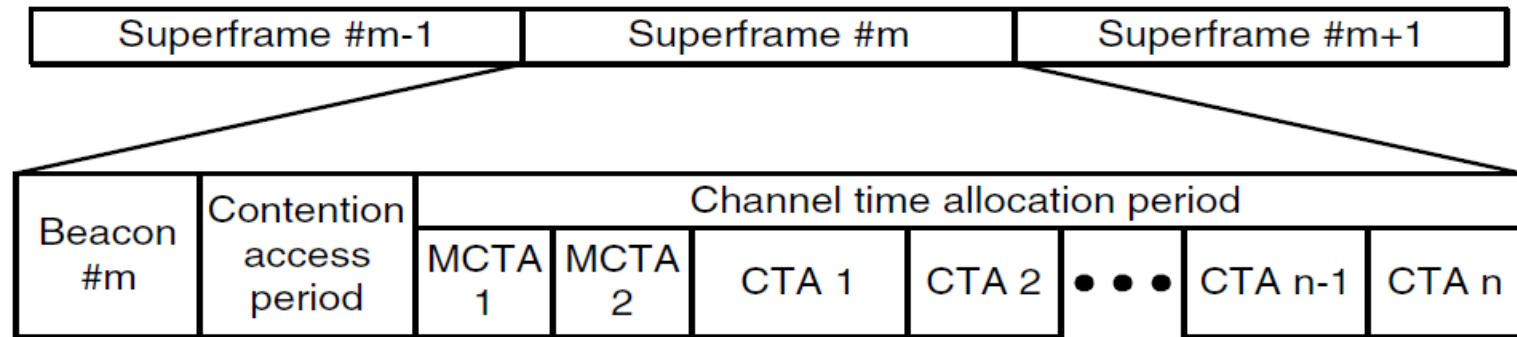 Superframe #m-1
Superframe #m
Superframe #m+1
Beacon
#m
Contention
access
period
Channel time allocation period
MCTA
1
MCTA
2
CTA 1
CTA 2
● ● ●
CTA n-1
CTA n